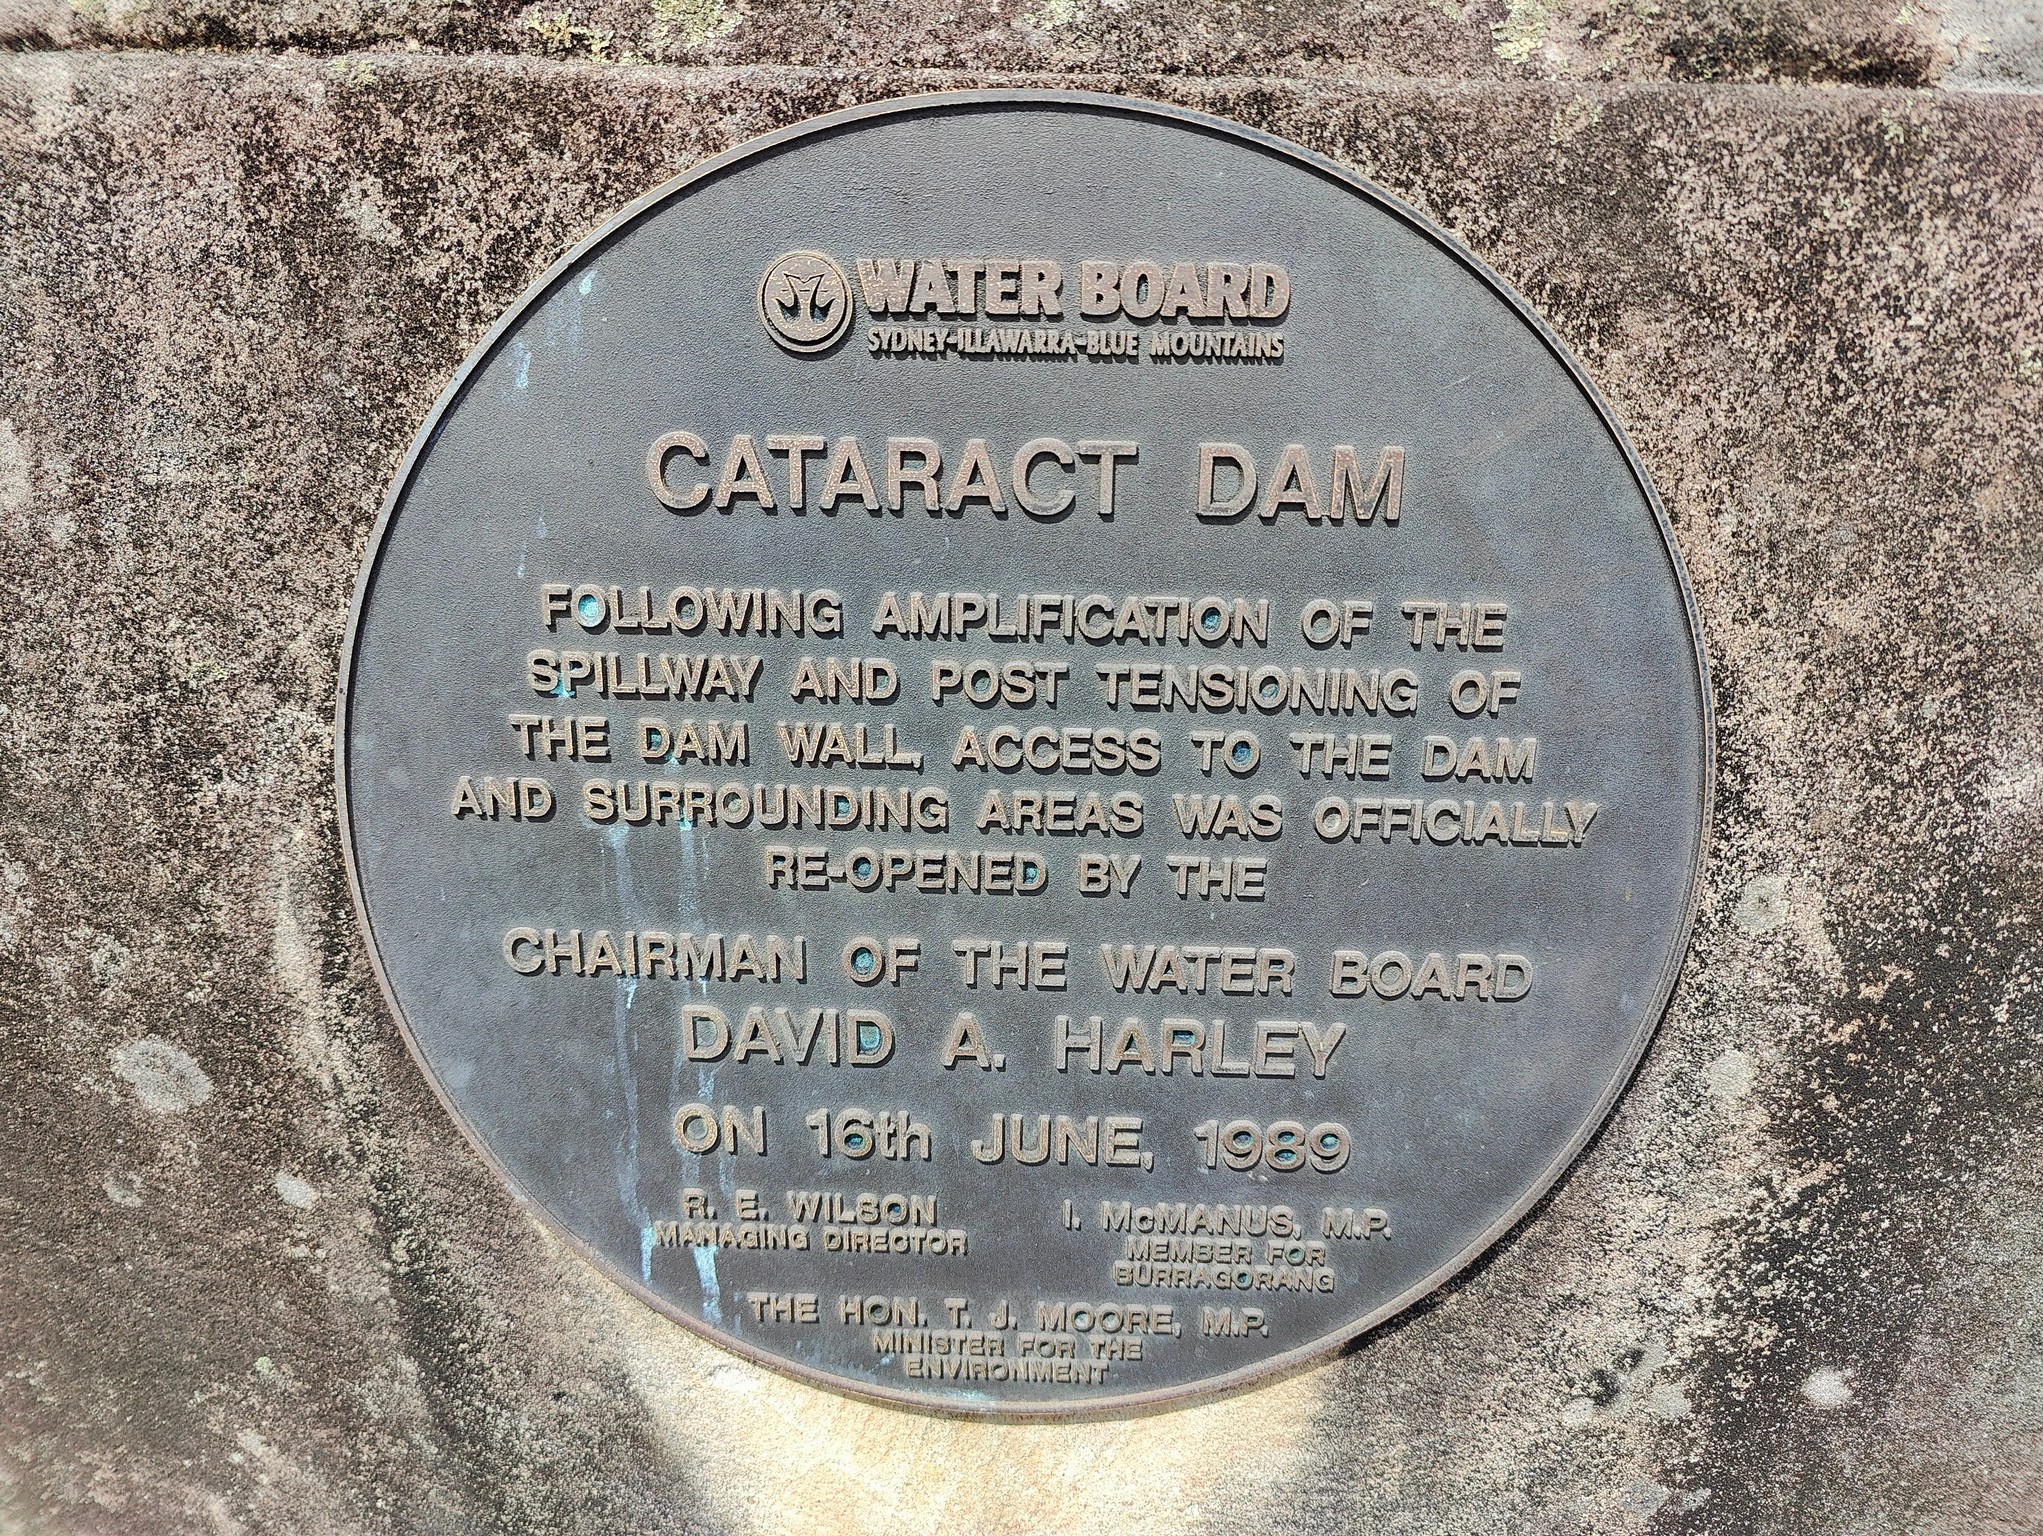 WATER BOARD
SYDNEY-ILLAWARRA-BLUE MOUNTAINS
CATARACT DAM
FOLLOWING AMPLIFICATION OF THE
SPILLWAY AND POST TENSIONING OF
THE DAM WALL, ACCESS TO THE DAM
AND SURROUNDING AREAS WAS OFFICIALLY
RE-OPENED BY THE
CHAIRMAN OF THE WATER BOARD
DAVID A. HARLEY
ON 16th JUNE, 1989
R. E. WILSON
MANAGING DIRECTOR
I. McMANUS, M.P.
MEMBER FOR
BURRAGORANG
THE HON. T. J. MOORE, M.P.
MINISTER FOR THE
ENVIRONMENT